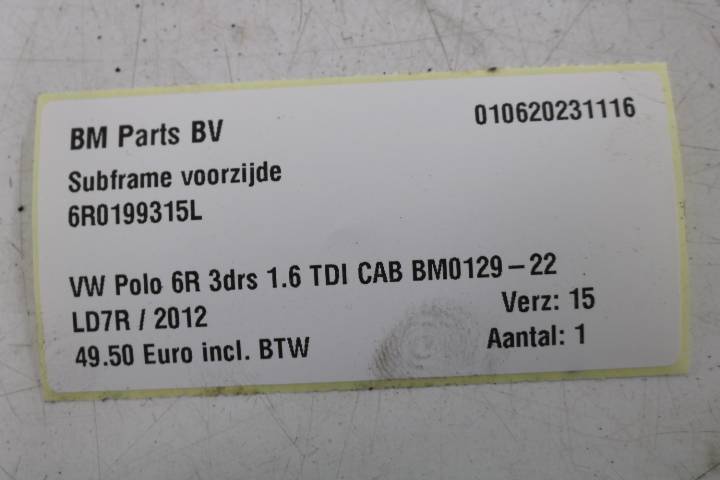 BM Parts BV 010620231116
Subframe voorzijde
6R0199315L
VW Polo 6R 3drs 1.6 TDI CAB BM0129-22
LD7R / 2012 Verz: 15
49.50 Euro incl. BTW Aantal: 1